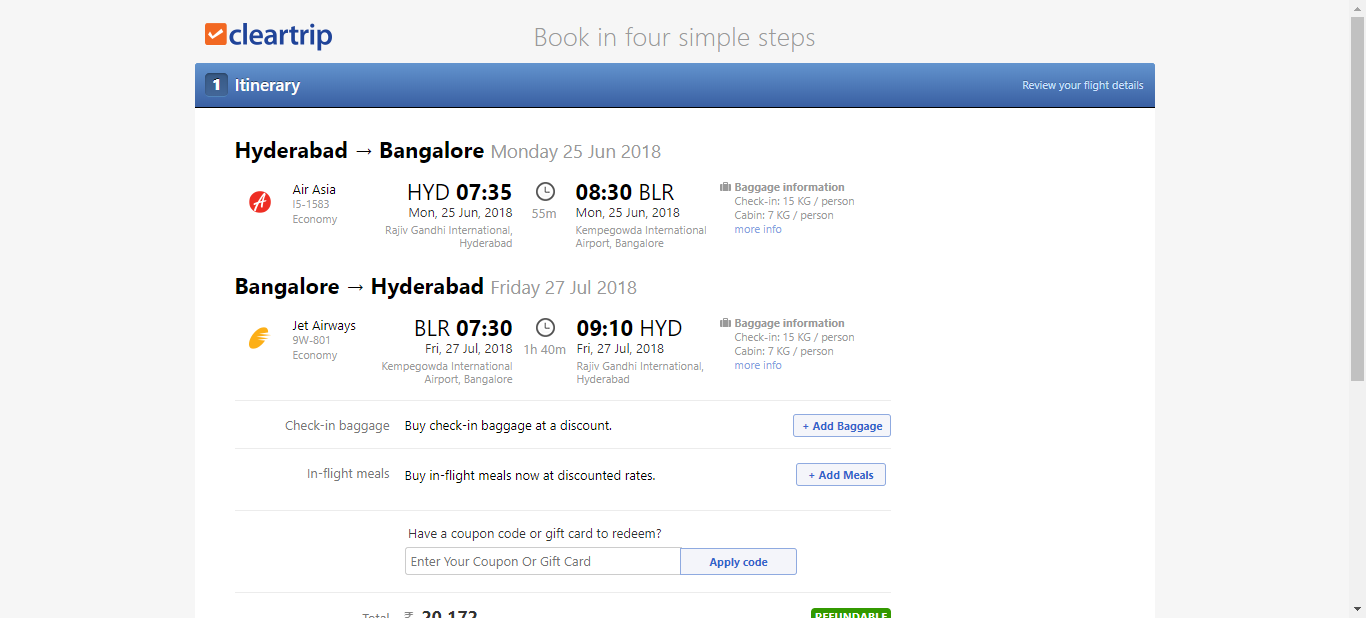 cleartrip
Book in four simple steps
1 Itinerary
Review your flight details
Hyderabad → Bangalore Monday 25 Jun 2018
Air Asia
I5-1583
Economy
HYD 07:35
Mon, 25 Jun, 2018
Rajiv Gandhi International,
Hyderabad
55m
08:30 BLR
Mon, 25 Jun, 2018
Kempegowda International
Airport, Bangalore
Baggage information
Check-in: 15 KG / person
Cabin: 7 KG / person
more info
Bangalore → Hyderabad Friday 27 Jul 2018
Jet Airways
9W-801
Economy
BLR 07:30
Fri, 27 Jul, 2018
Kempegowda International
Airport, Bangalore
1h 40m
09:10 HYD
Fri, 27 Jul, 2018
Rajiv Gandhi International,
Hyderabad
Baggage information
Check-in: 15 KG / person
Cabin: 7 KG / person
more info
Check-in baggage Buy check-in baggage at a discount. + Add Baggage
In-flight meals Buy in-flight meals now at discounted rates. + Add Meals
Have a coupon code or gift card to redeem?
Enter Your Coupon Or Gift Card Apply code
Total ₹ 20,172 REFUNDABLE